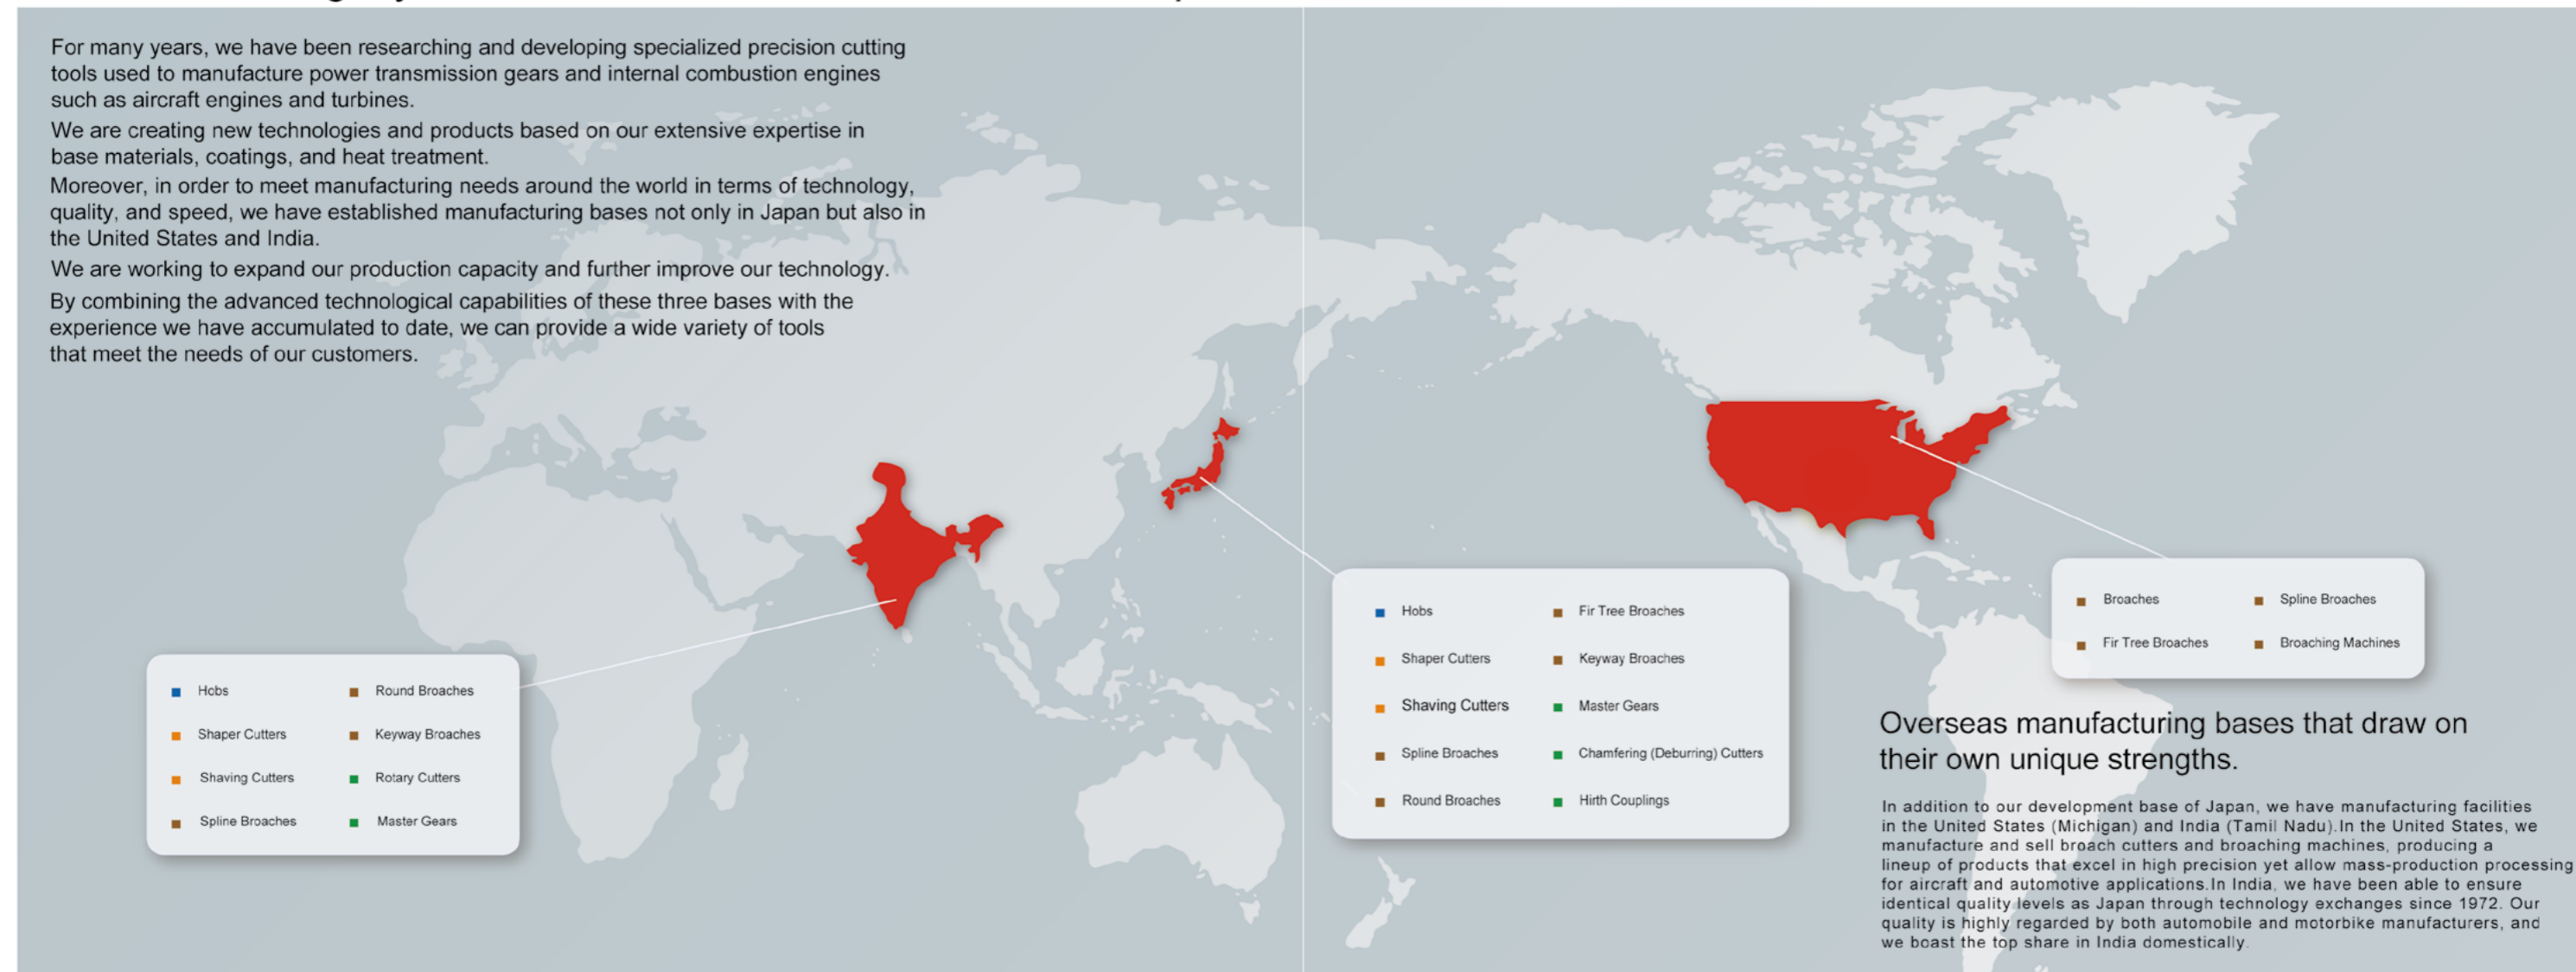 For many years, we have been researching and developing specialized precision cutting
tools used to manufacture power transmission gears and internal combustion engines
such as aircraft engines and turbines.
We are creating new technologies and products based on our extensive expertise in
base materials, coatings, and heat treatment.
Moreover, in order to meet manufacturing needs around the world in terms of technology,
quality, and speed, we have established manufacturing bases not only in Japan but also in
the United States and India.
We are working to expand our production capacity and further improve our technology.
By combining the advanced technological capabilities of these three bases with the
experience we have accumulated to date, we can provide a wide variety of tools
that meet the needs of our customers.
Hobs
Round Broaches
Shaper Cutters
Keyway Broaches
Shaving Cutters
Rotary Cutters
Spline Broaches
Master Gears
Hobs
Fir Tree Broaches
Shaper Cutters
Keyway Broaches
Shaving Cutters
Master Gears
Spline Broaches
Chamfering (Deburring) Cutters
Round Broaches
Hirth Couplings
Broaches
Spline Broaches
Fir Tree Broaches
Broaching Machines
Overseas manufacturing bases that draw on
their own unique strengths.
In addition to our development base of Japan, we have manufacturing facilities
in the United States (Michigan) and India (Tamil Nadu).In the United States, we
manufacture and sell broach cutters and broaching machines, producing a
lineup of products that excel in high precision yet allow mass-production processing
for aircraft and automotive applications.In India, we have been able to ensure
identical quality levels as Japan through technology exchanges since 1972. Our
quality is highly regarded by both automobile and motorbike manufacturers, and
we boast the top share in India domestically.